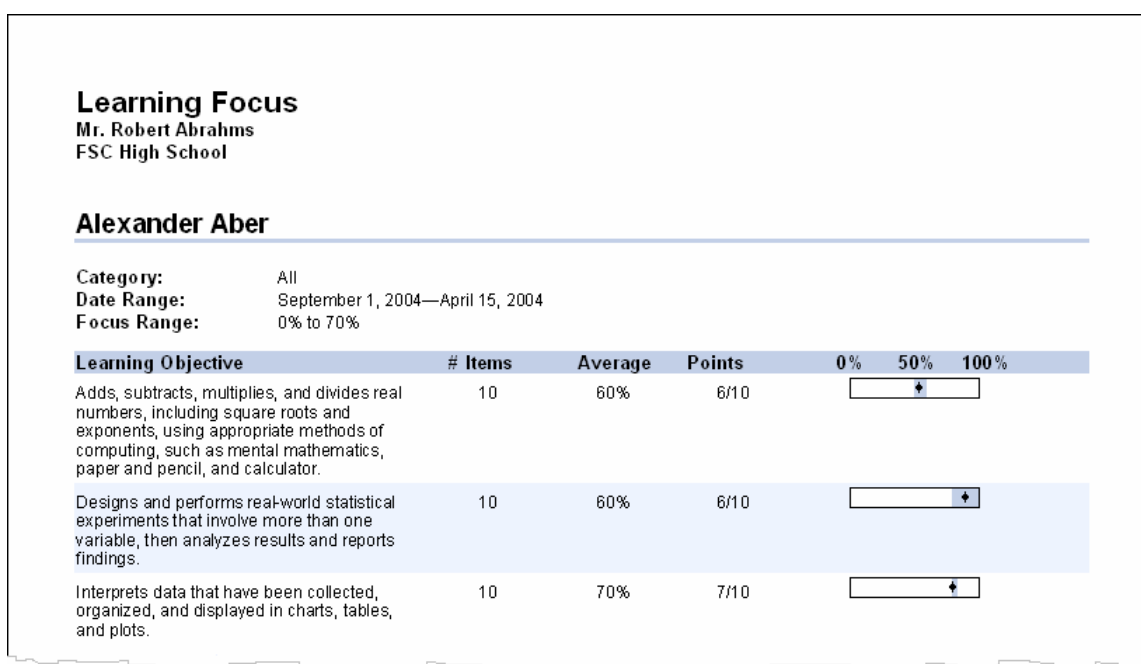 Learning Focus
Mr. Robert Abrahms
FSC High School
Alexander Aber
Category: All
Date Range: September 1, 2004—April 15, 2004
Focus Range: 0% to 70%
Learning Objective # Items Average Points 0% 50% 100%
Adds, subtracts, multiplies, and divides real 10 60% 6/10
numbers, including square roots and
exponents, using appropriate methods of
computing, such as mental mathematics,
paper and pencil, and calculator.
Designs and performs real-world statistical 10 60% 6/10
experiments that involve more than one
variable, then analyzes results and reports
findings.
Interprets data that have been collected, 10 70% 7/10
organized, and displayed in charts, tables,
and plots.